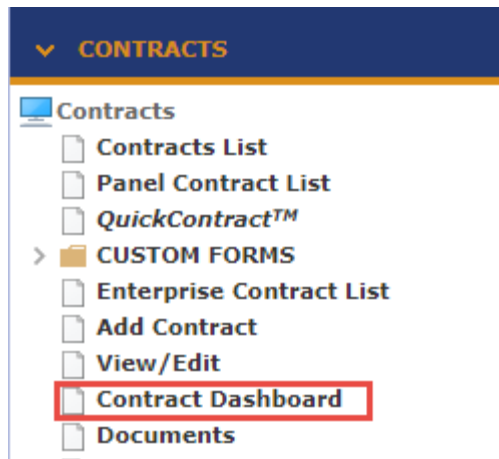 CONTRACTS
Contracts
Contracts List
Panel Contract List
QuickContract™
CUSTOM FORMS
Enterprise Contract List
Add Contract
View/Edit
Contract Dashboard
Documents